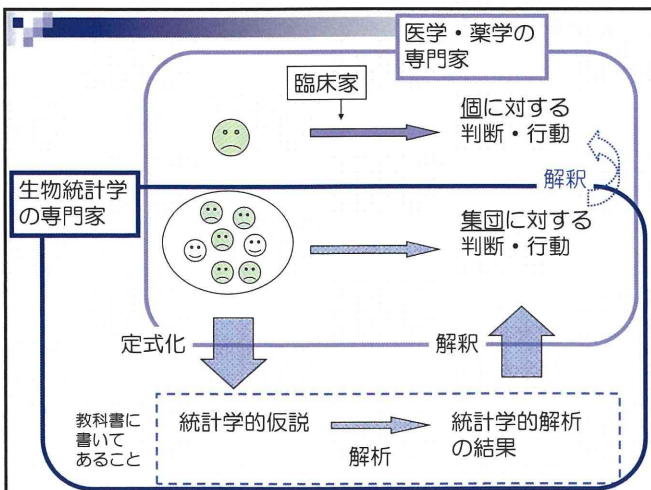 医学・薬学の
専門家
臨床家
個に対する
判断・行動
解釈
生物統計学
の専門家
集団に対する
判断・行動
定式化
解釈
教科書に
書いて
あること
統計学的仮説
解析
統計学的解析
の結果